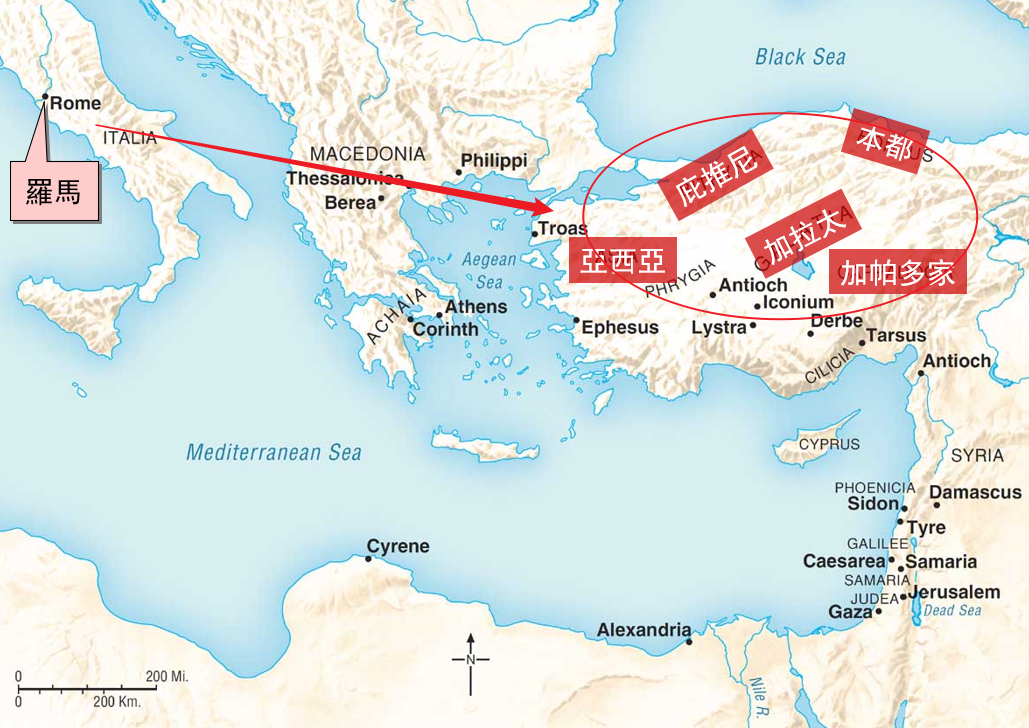 Black Sea
Rome
ITALIA
羅馬
MACEDONIA
Philippi
Thessalonica
Berea
本都
US
庇推尼
加拉太
亞西亞
加帕多家
Troas
Aegean
Sea
PHRYGIA
Antioch
Iconium
ACHAIA
Athens
Corinth
Ephesus
Lystra
Derbe
Tarsus
CILICIA
Antioch
Mediterranean Sea
CYPRUS
SYRIA
PHOENICIA
Sidon
Damascus
Tyre
Cyrene
GALILEE
Caesarea
Samaria
SAMARIA
JUDEA
Jerusalem
Gaza
Dead Sea
Alexandria
N
Nile R.
0
200 Mi.
0
200 Km.